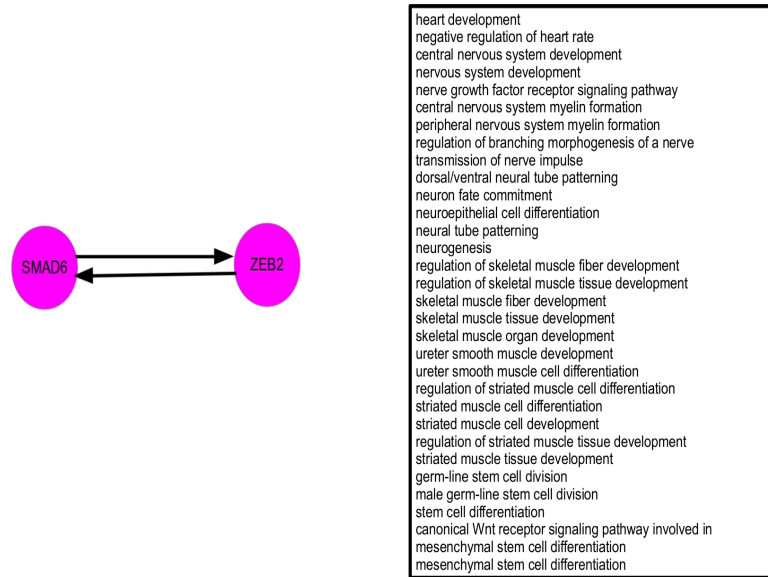 SMAD6
ZEB2
heart development
negative regulation of heart rate
central nervous system development
nervous system development
nerve growth factor receptor signaling pathway
central nervous system myelin formation
peripheral nervous system myelin formation
regulation of branching morphogenesis of a nerve
transmission of nerve impulse
dorsal/ventral neural tube patterning
neuron fate commitment
neuroepithelial cell differentiation
neural tube patterning
neurogenesis
regulation of skeletal muscle fiber development
regulation of skeletal muscle tissue development
skeletal muscle fiber development
skeletal muscle tissue development
skeletal muscle organ development
ureter smooth muscle development
ureter smooth muscle cell differentiation
regulation of striated muscle cell differentiation
striated muscle cell differentiation
striated muscle cell development
regulation of striated muscle tissue development
striated muscle tissue development
germ-line stem cell division
male germ-line stem cell division
stem cell differentiation
canonical Wnt receptor signaling pathway involved in
mesenchymal stem cell differentiation
mesenchymal stem cell differentiation